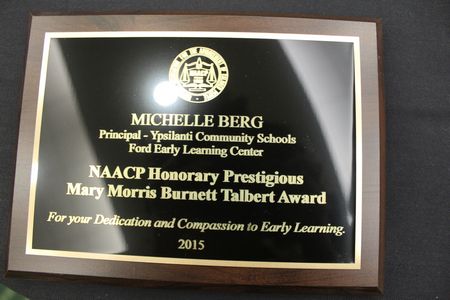 NAACP
MICHELLE BERG
Principal - Ypsilanti Community Schools
Ford Early Learning Center
NAACP Honorary Prestigious
Mary Morris Burnett Talbert Award
For your Dedication and Compassion to Early Learning.
2015